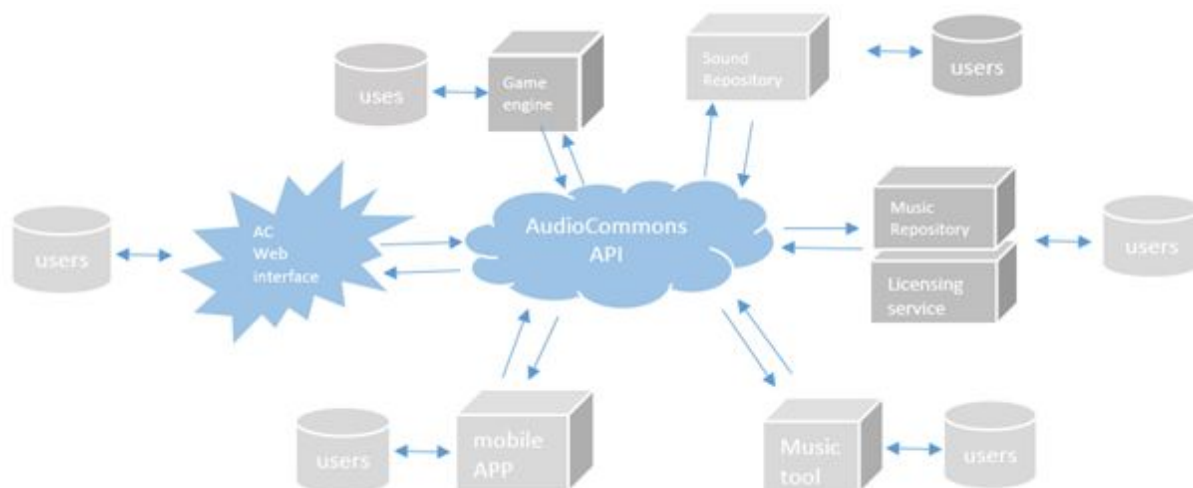 uses
Game
engine
Sound
Repository
users
users
AC
Web
interface
AudioCommons
API
Music
Repository
Licensing
service
users
users
mobile
APP
Music
tool
users